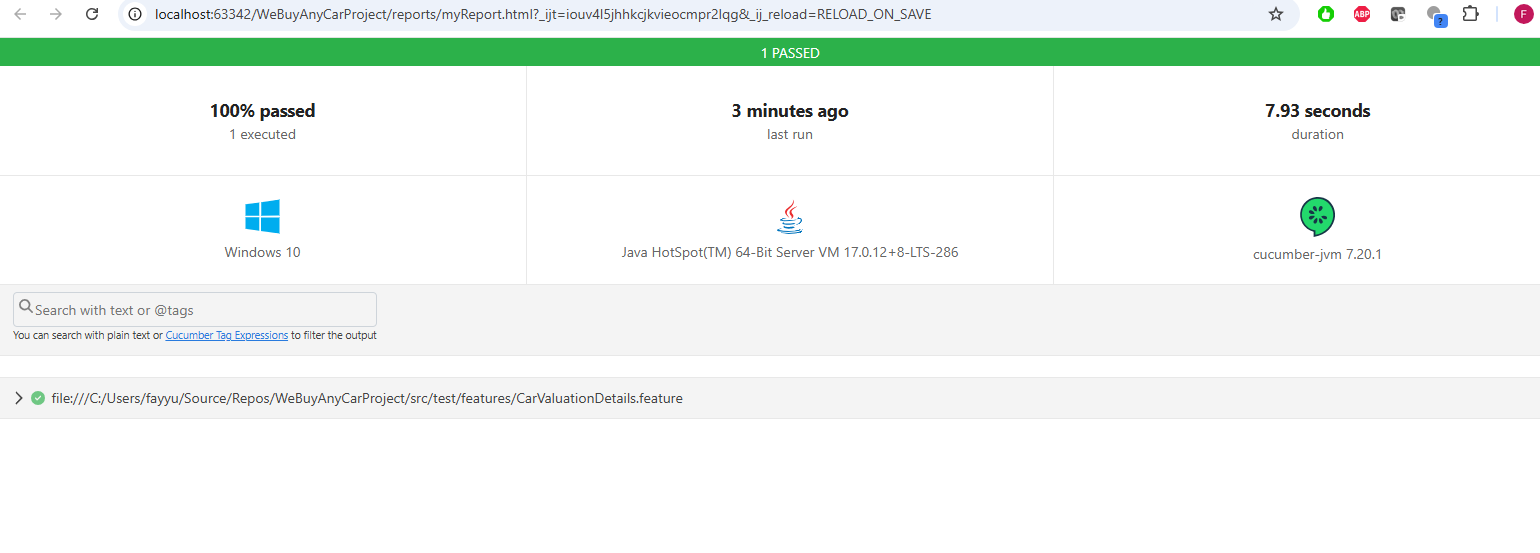 localhost:63342/WeBuyAnyCarProject/reports/myReport.html?_ijt=iouv4l5jhhkcjkvieocmpr2lqg&_ij_reload=RELOAD_ON_SAVE
ABP
?
F
1 PASSED
100% passed
1 executed
3 minutes ago
last run
7.93 seconds
duration
Windows 10
Java HotSpot(TM) 64-Bit Server VM 17.0.12+8-LTS-286
cucumber-jvm 7.20.1
Search with text or @tags
You can search with plain text or Cucumber Tag Expressions to filter the output
file:///C:/Users/fayyu/Source/Repos/WeBuyAnyCarProject/src/test/features/CarValuationDetails.feature